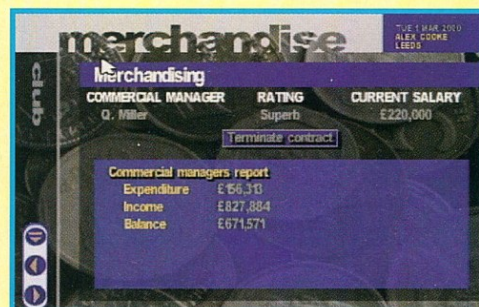 merchandise
TUE 1 MAR 2000
ALEX COOKE
LEEDS
club
Merchandising
COMMERCIAL MANAGER RATING CURRENT SALARY
Q. Miller Superb £220,000
Terminate contract
Commercial managers report
Expenditure £156,313
Income £827,884
Balance £671,571